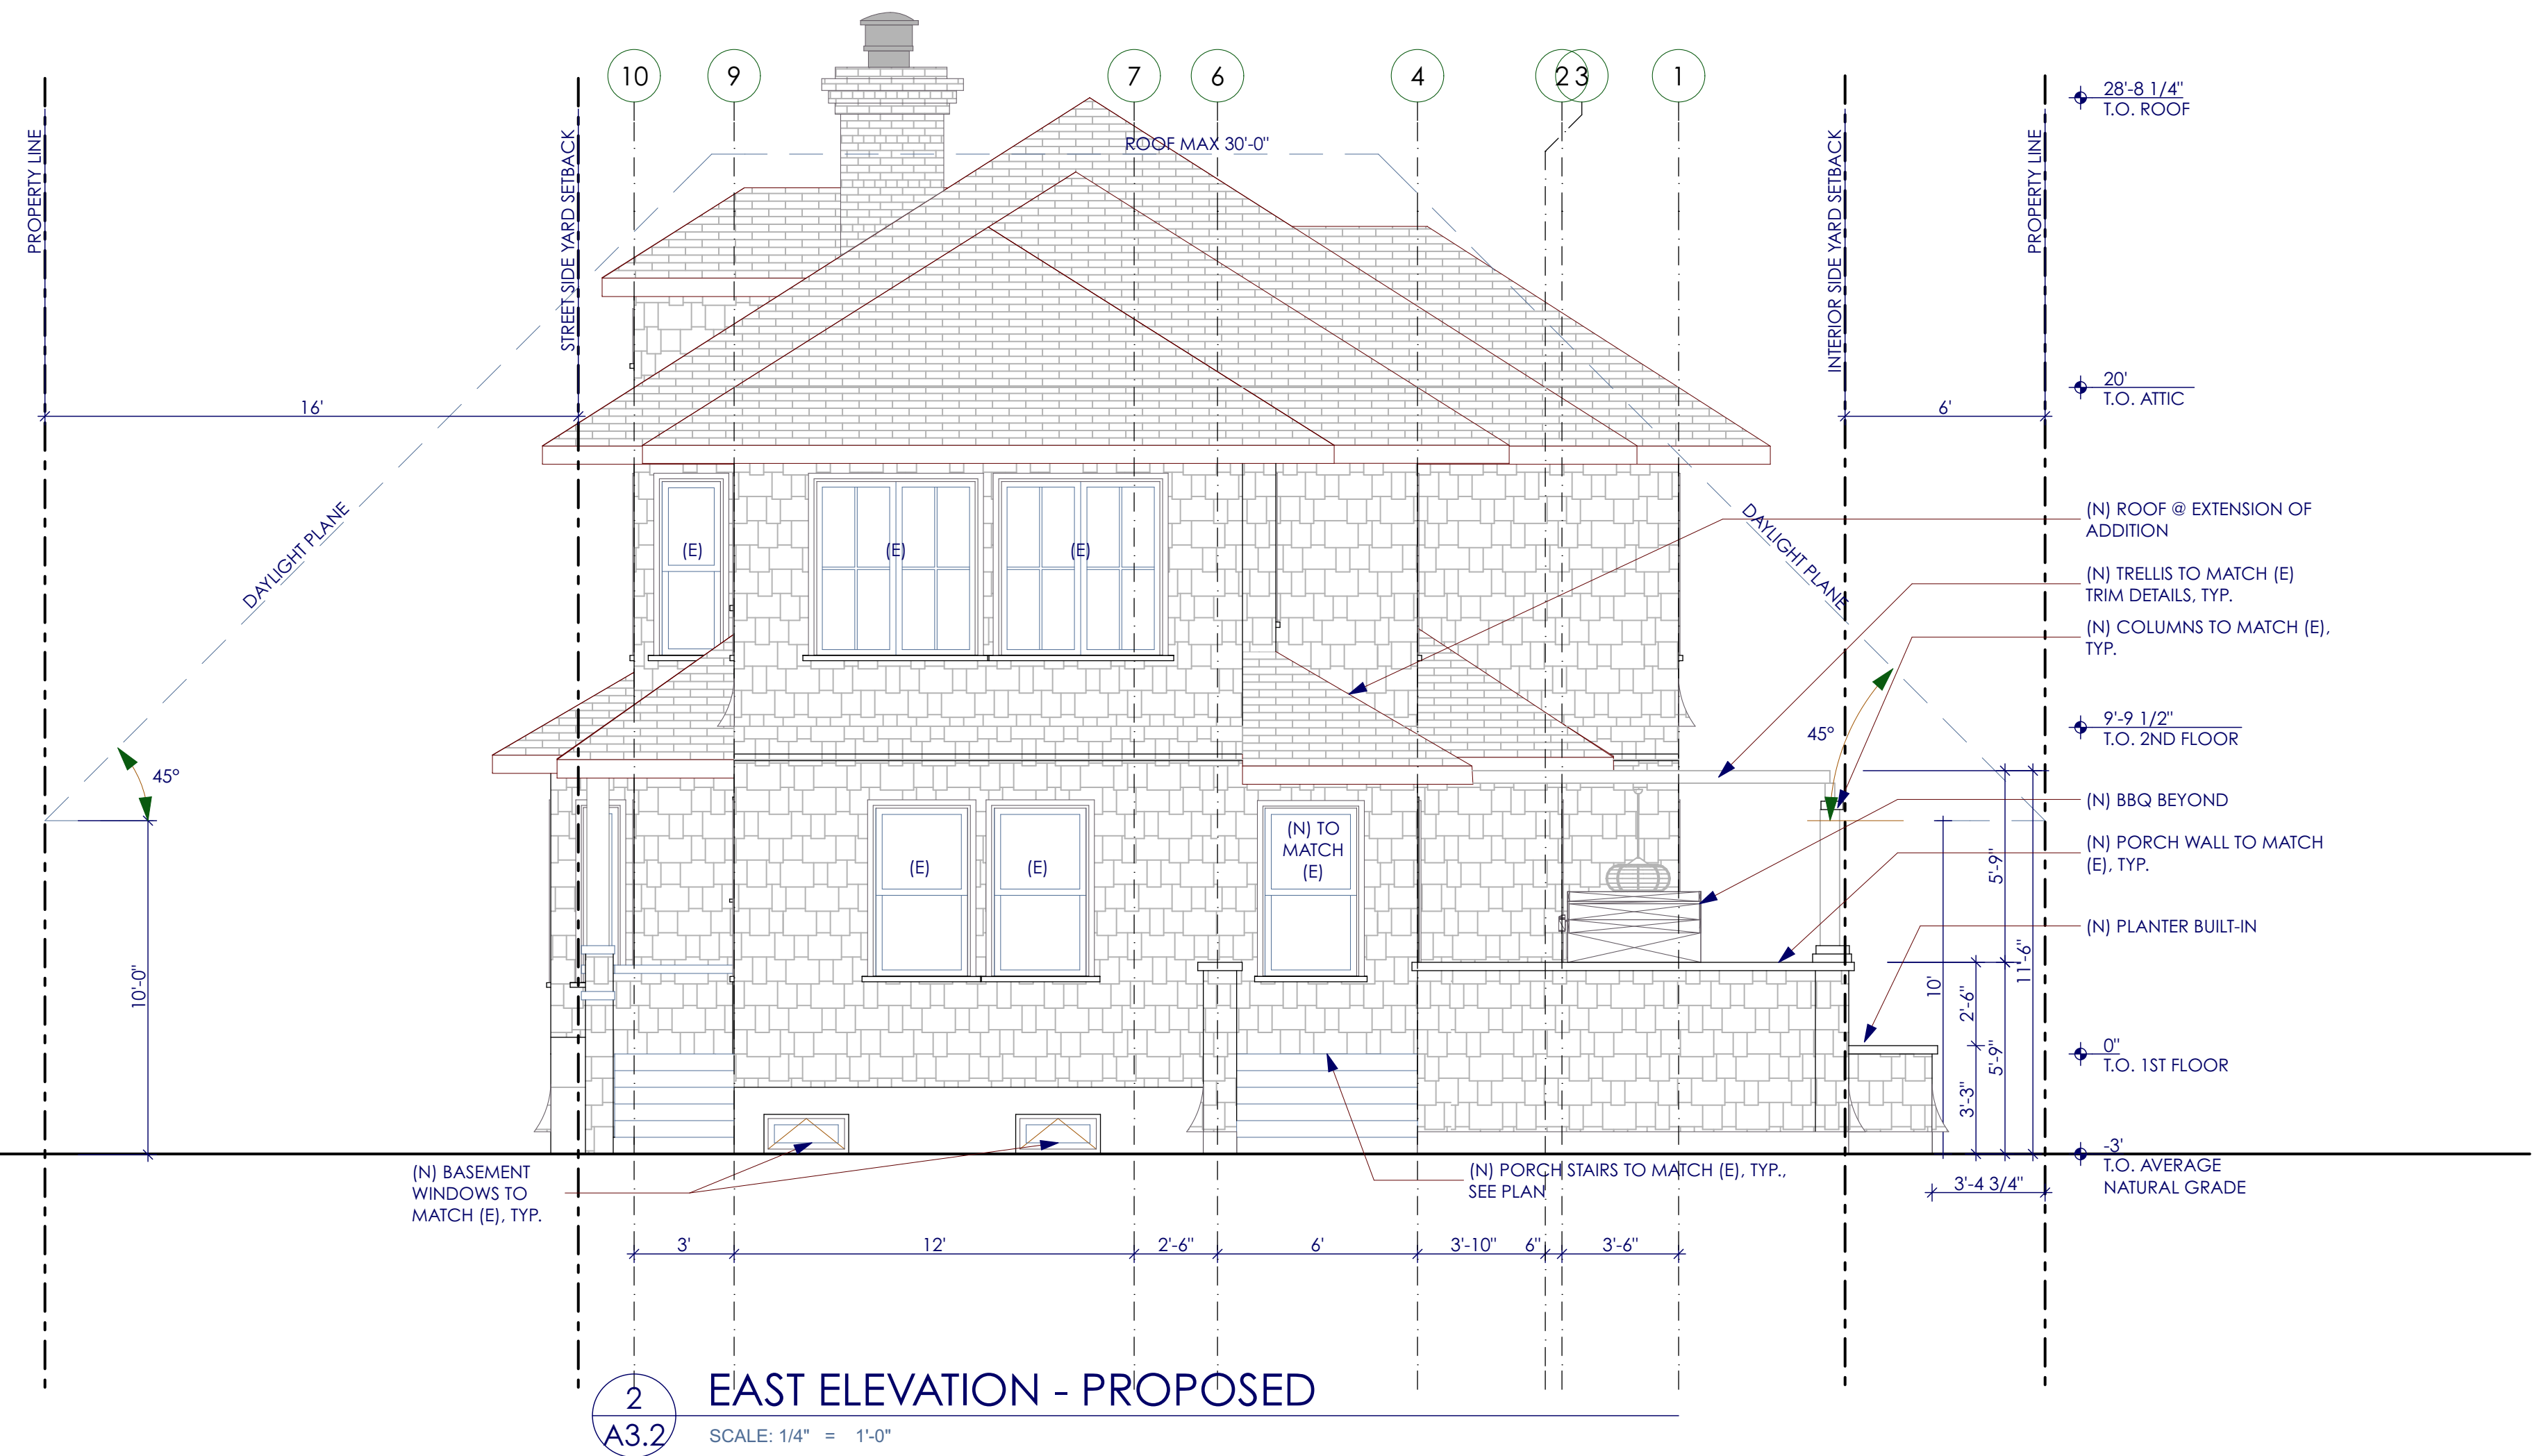 10
9
7
6
4
2
3
1
28'-8 1/4"
T.O. ROOF
PROPERTY LINE
STREET SIDE YARD SETBACK
ROOF MAX 30'-0"
INTERIOR SIDE YARD SETBACK
PROPERTY LINE
20'
T.O. ATTIC
16'
6'
DAYLIGHT PLANE
DAYLIGHT PLANE
(E)
(E)
(E)
(N) ROOF @ EXTENSION OF
ADDITION
(N) TRELLIS TO MATCH (E)
TRIM DETAILS, TYP.
(N) COLUMNS TO MATCH (E),
TYP.
9'-9 1/2"
T.O. 2ND FLOOR
45°
45°
(N) BBQ BEYOND
(N) PORCH WALL TO MATCH
(E), TYP.
(N) PLANTER BUILT-IN
(E)
(E)
(N) TO
MATCH
(E)
10'-0"
5'-9"
11'-6"
10'
2'-6"
5'-9"
3'-3"
0"
T.O. 1ST FLOOR
-3'
T.O. AVERAGE
NATURAL GRADE
3'-4 3/4"
(N) BASEMENT
WINDOWS TO
MATCH (E), TYP.
(N) PORCH STAIRS TO MATCH (E), TYP.,
SEE PLAN
3'
12'
2'-6"
6'
3'-10"
6"
3'-6"
2
A3.2
EAST ELEVATION - PROPOSED
SCALE: 1/4" = 1'-0"